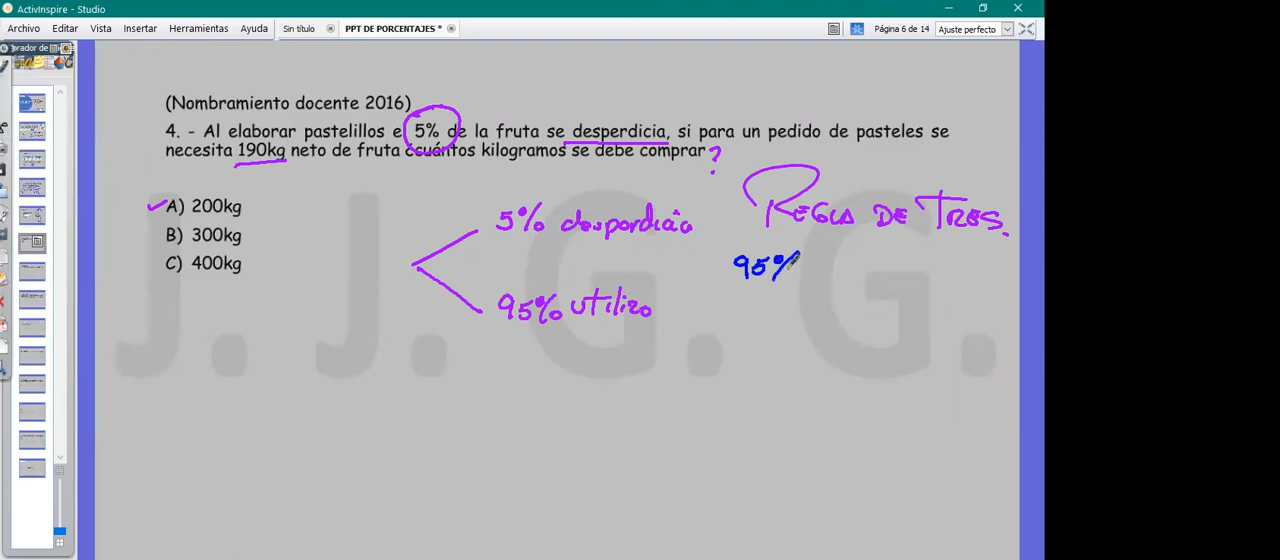 ActivInspire - Studio
Archivo Editar Vista Insertar Herramientas Ayuda Sin título PPT DE PORCENTAJES * Página 6 de 14 Ajuste perfecto
(Nombramiento docente 2016)
4. - Al elaborar pastelillos e 5% de la fruta se desperdicia, si para un pedido de pasteles se
necesita 190kg neto de fruta ccuántos kilogramos se debe comprar ?
A) 200kg
B) 300kg
C) 400kg
5% desperdicia
95% utilizo
REGLA DE TRES.
95%
J. J. G. G.